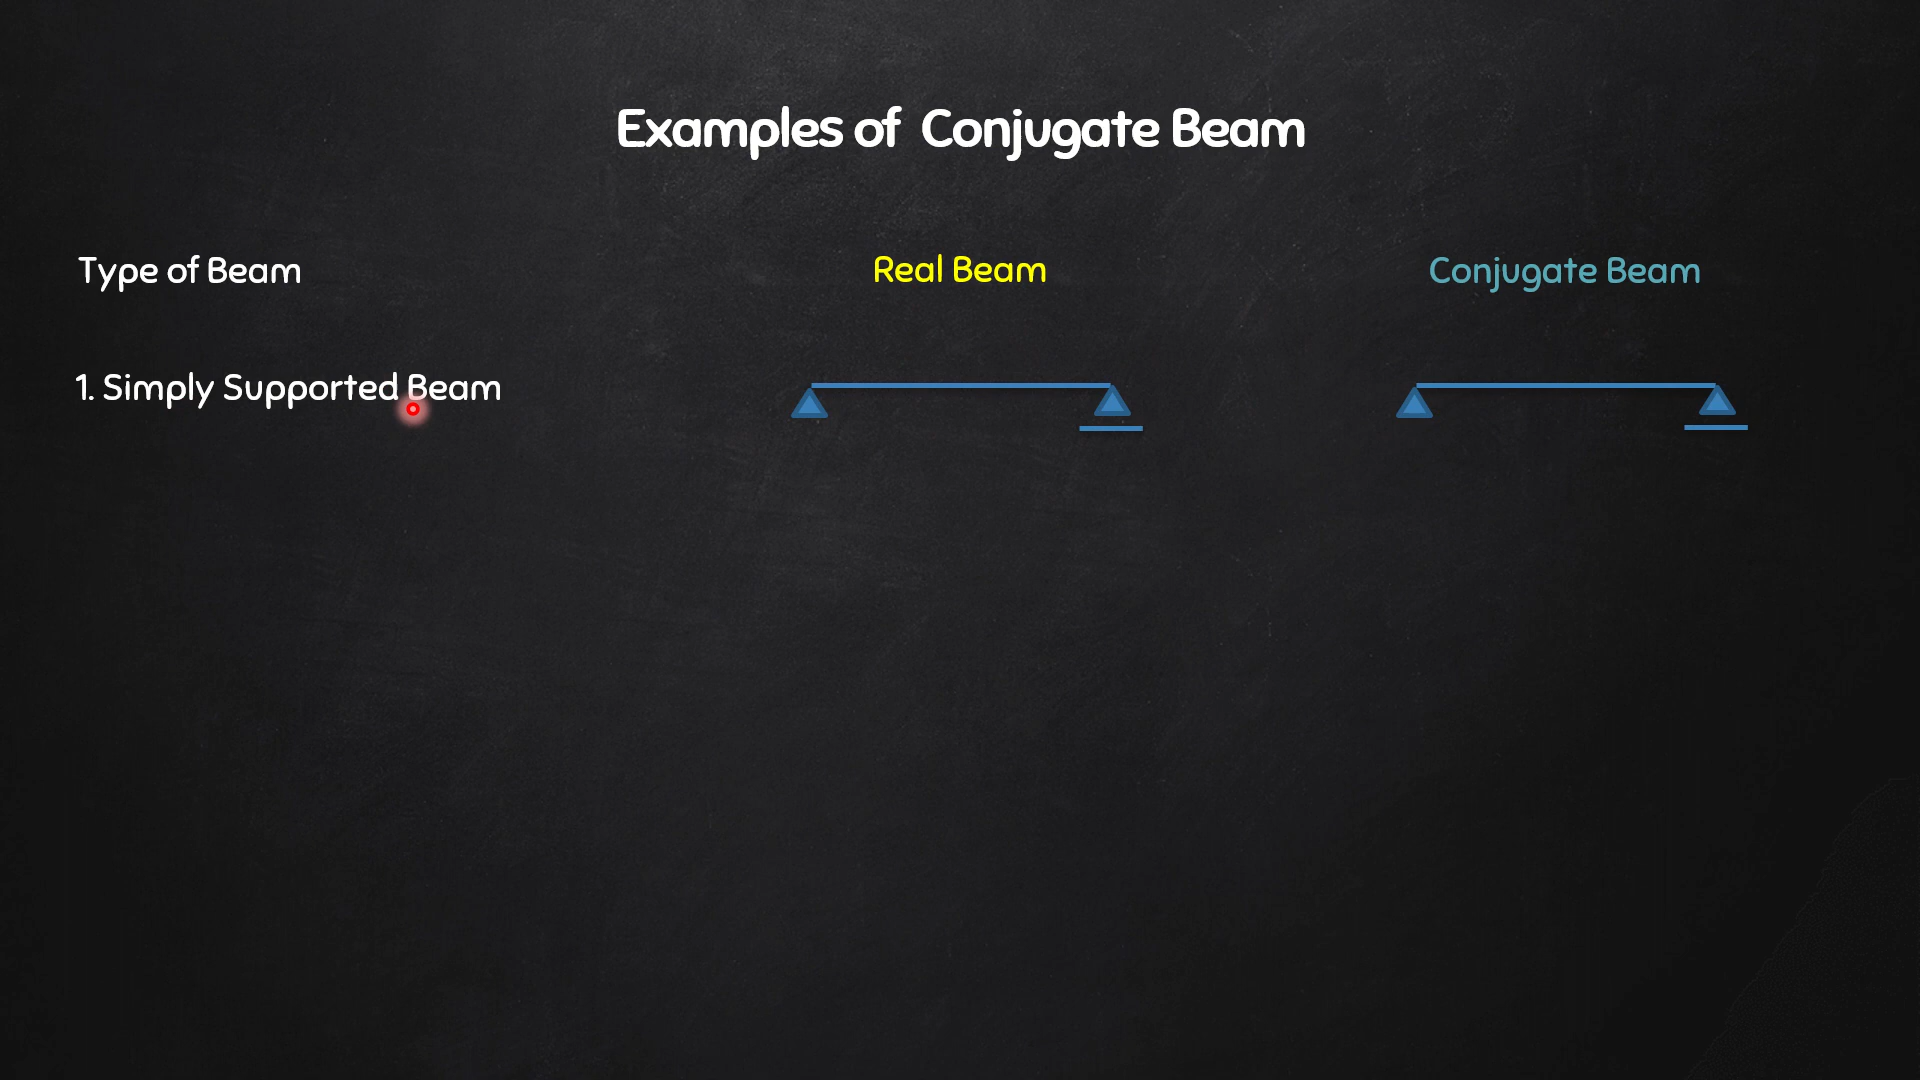 Examples of Conjugate Beam
Type of Beam
Real Beam
Conjugate Beam
1. Simply Supported Beam